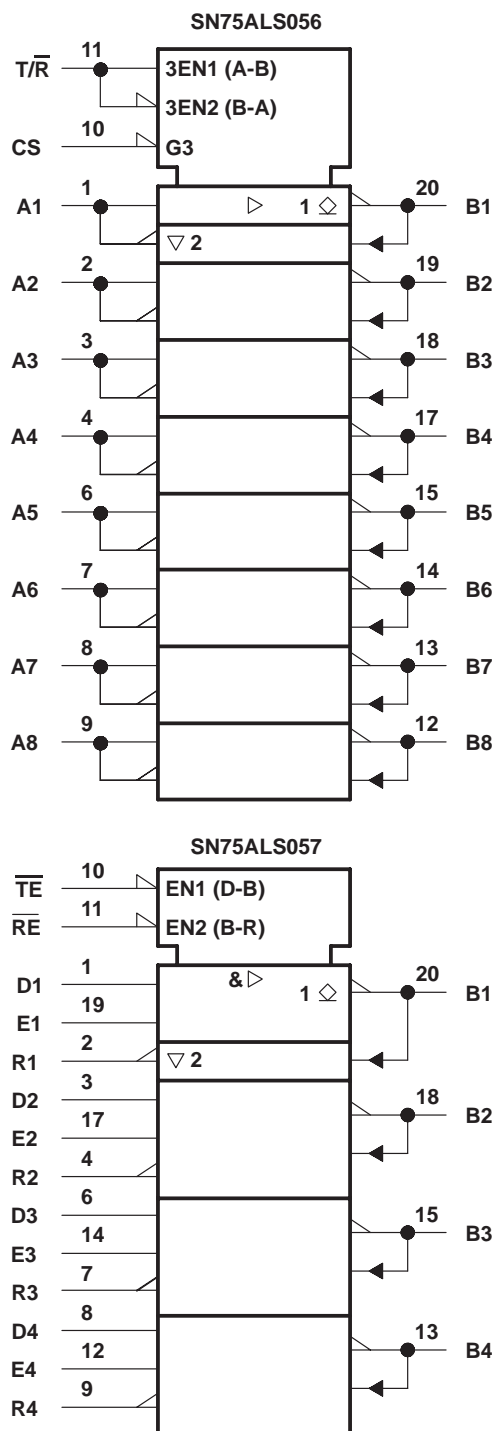 SN75ALS056
T/R̅ 11 3EN1 (A-B)
3EN2 (B-A)
CS 10 G3
A1 1 ▷ 1 ◇ 20 B1
▽ 2
A2 2 19 B2
A3 3 18 B3
A4 4 17 B4
A5 6 15 B5
A6 7 14 B6
A7 8 13 B7
A8 9 12 B8
SN75ALS057
T̅E̅ 10 EN1 (D-B)
R̅E̅ 11 EN2 (B-R)
D1 1 & ▷ 1 ◇ 20 B1
E1 19
R1 2 ▽ 2
D2 3 18 B2
E2 17
R2 4
D3 6 15 B3
E3 14
R3 7
D4 8 13 B4
E4 12
R4 9